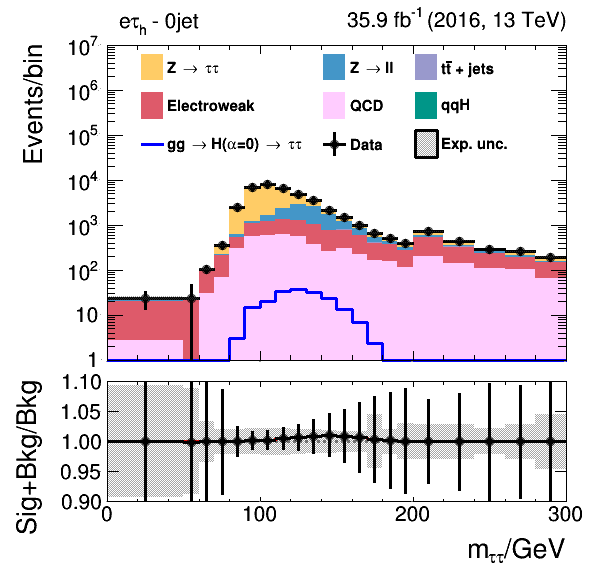 eτh - 0jet 35.9 fb-1 (2016, 13 TeV)
Events/bin
10^7
10^6
10^5
10^4
10^3
10^2
10
1
Z → ττ Z → ll tt̄ + jets
Electroweak QCD qqH
gg → H(α=0) → ττ Data Exp. unc.
Sig+Bkg/Bkg
1.10
1.05
1.00
0.95
0.90
0 100 200 300
mττ/GeV